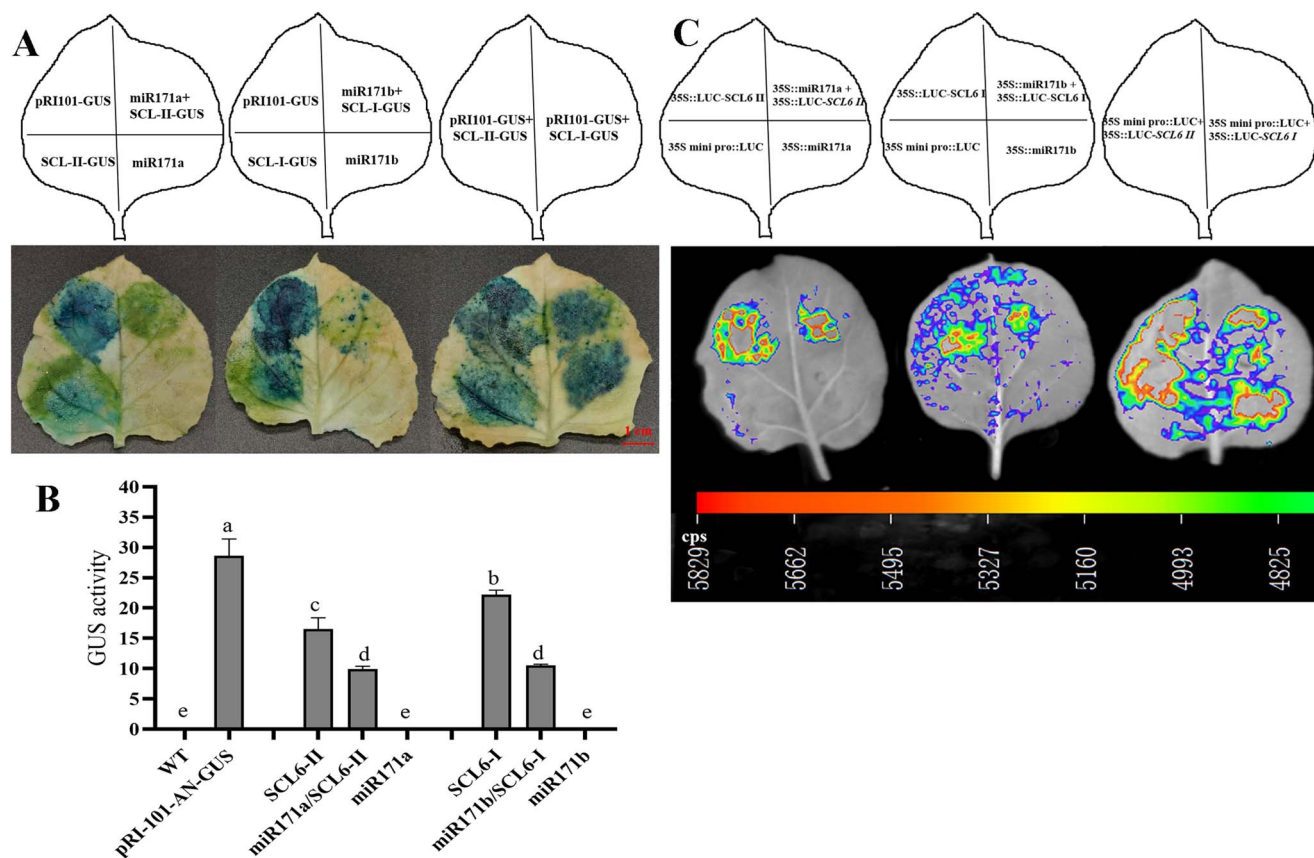 A
pRI101-GUS
miR171a+
SCL-II-GUS
SCL-II-GUS
miR171a
pRI101-GUS
miR171b+
SCL-I-GUS
SCL-I-GUS
miR171b
pRI101-GUS+
SCL-II-GUS
pRI101-GUS+
SCL-I-GUS
1 cm
B
GUS activity
40
35
30
25
20
15
10
5
0
e
a
c
d
e
b
d
e
WT
pRI-101-AN-GUS
SCL6-II
miR171a/SCL6-II
miR171a
SCL6-I
miR171b/SCL6-I
miR171b
C
35S::LUC-SCL6 II
35S::miR171a +
35S::LUC-SCL6 II
35S mini pro::LUC
35S::miR171a
35S::LUC-SCL6 I
35S::miR171b +
35S::LUC-SCL6 I
35S mini pro::LUC
35S::miR171b
35S mini pro::LUC+
35S::LUC-SCL6 II
35S mini pro::LUC+
35S::LUC-SCL6 I
cps
5829
5662
5495
5327
5160
4993
4825